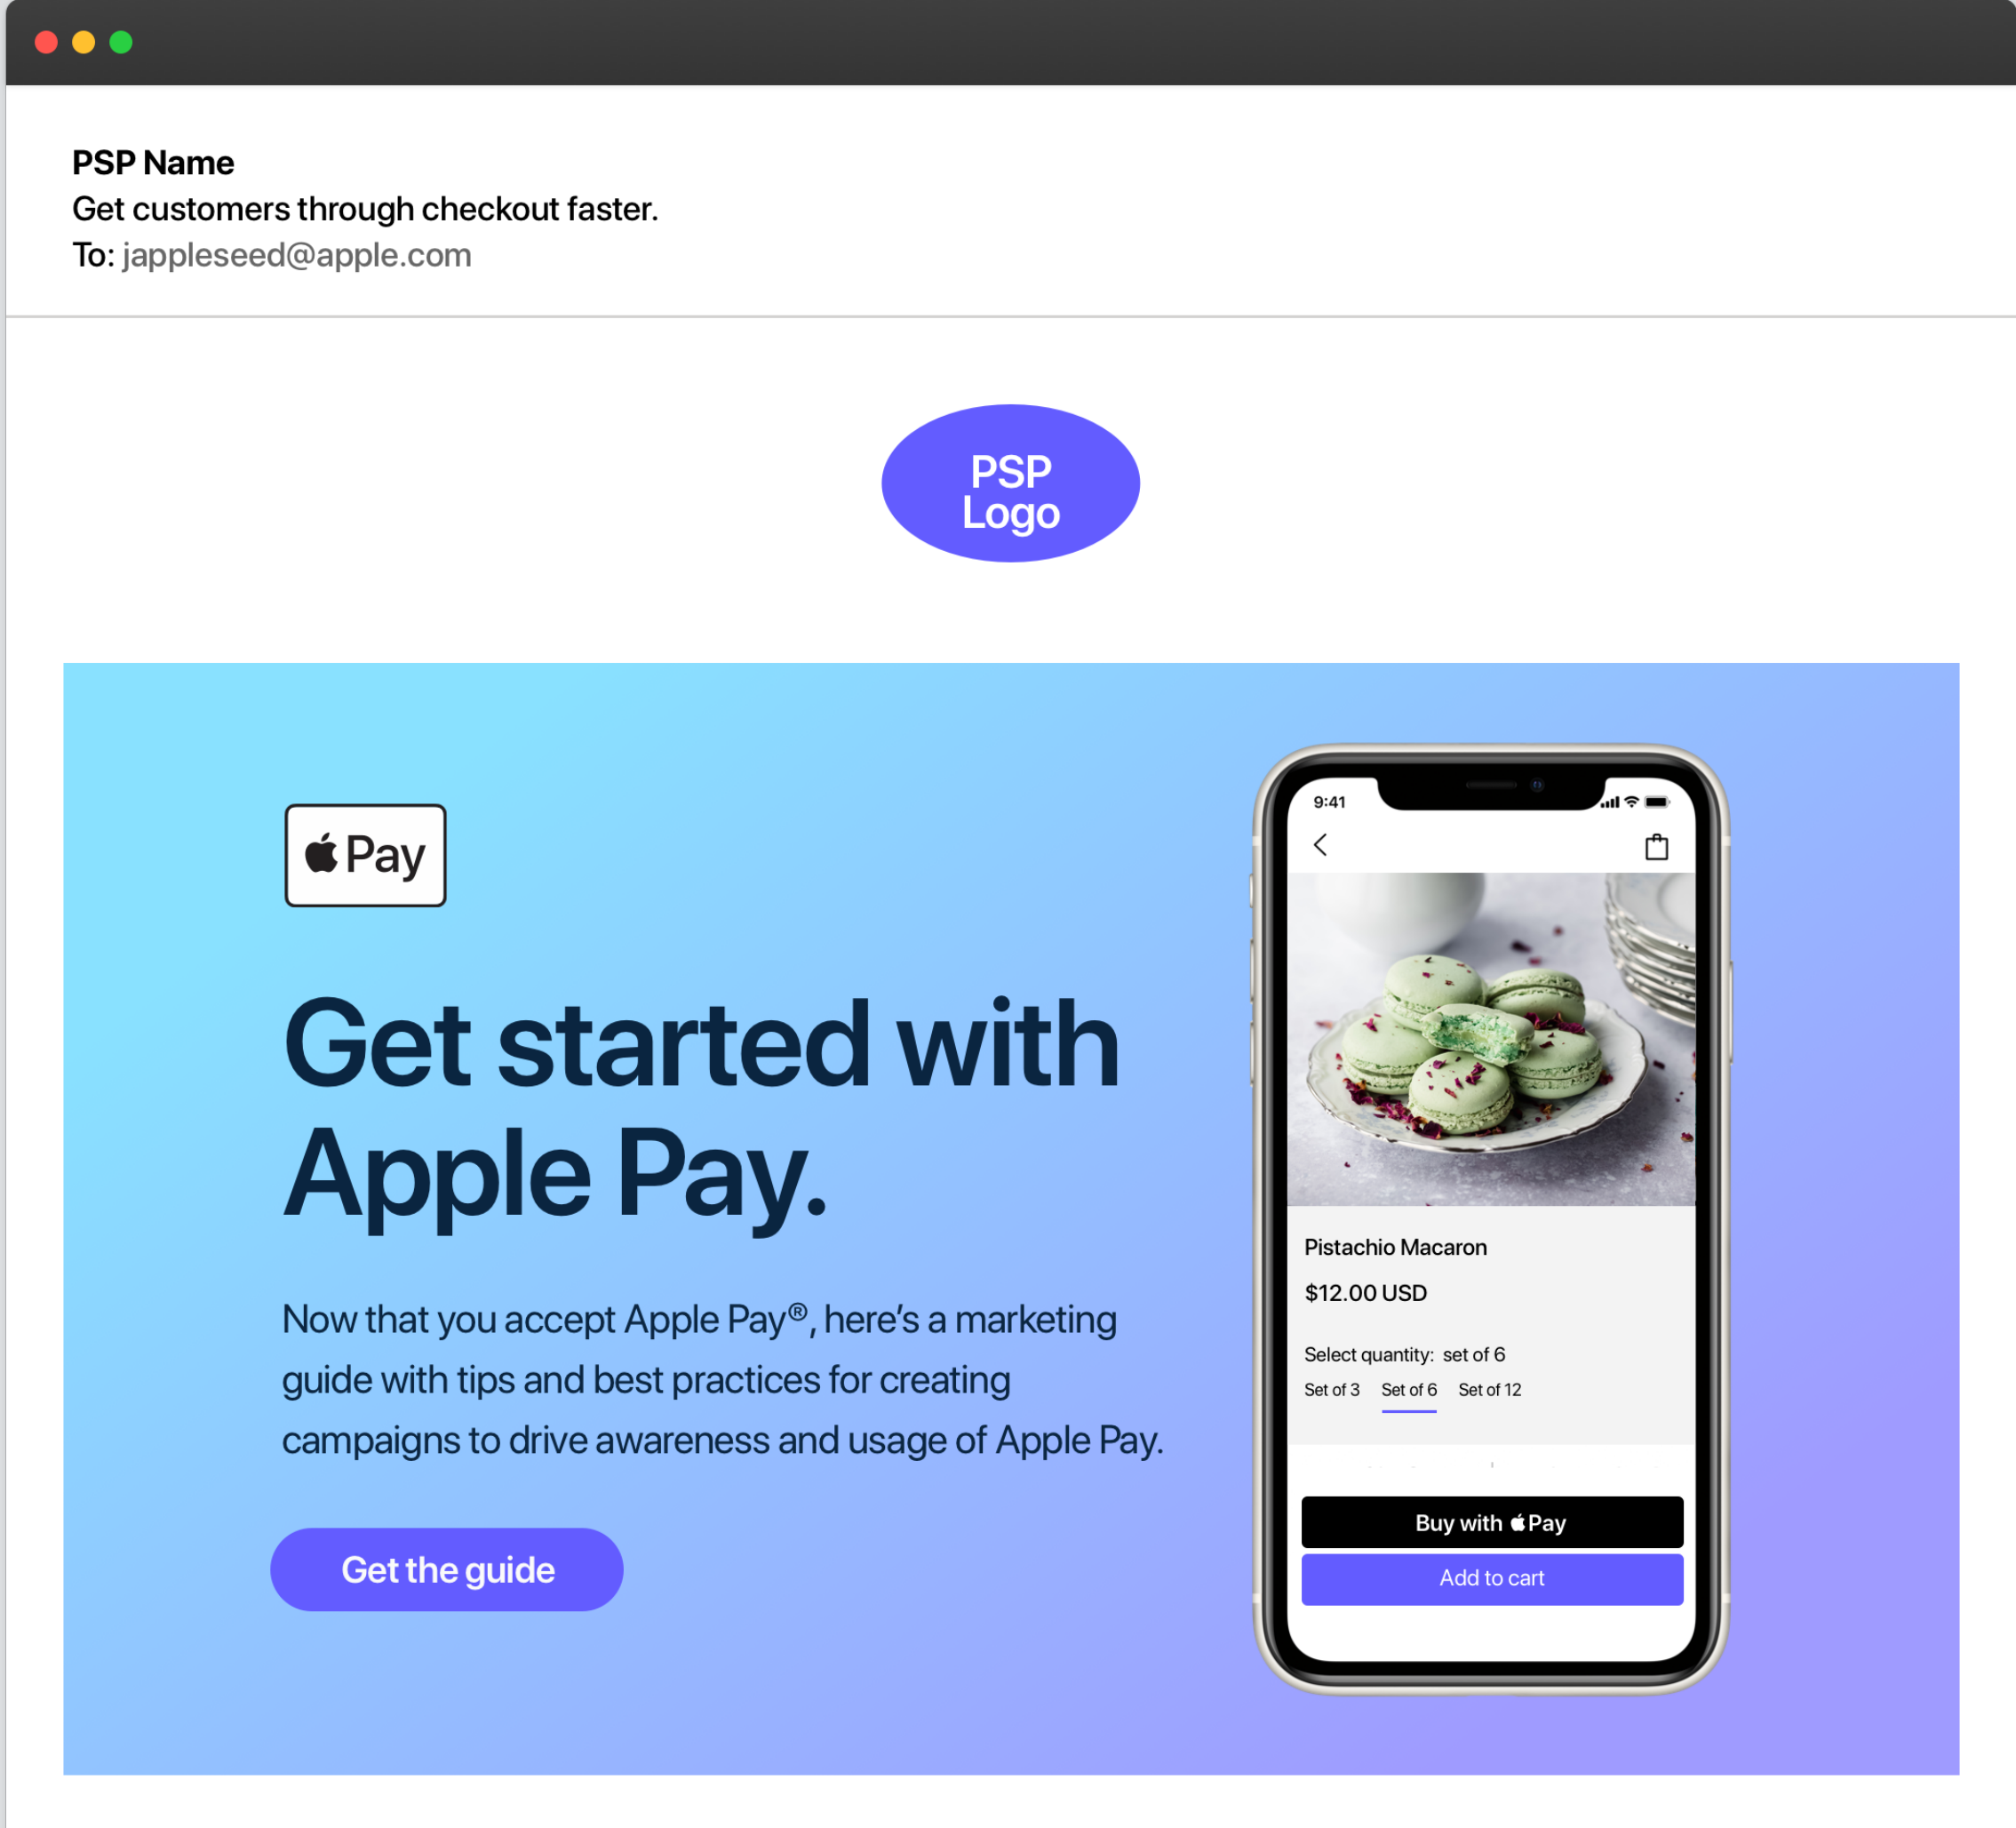 PSP Name
Get customers through checkout faster.
To: jappleseed@apple.com
PSP
Logo
Pay
Get started with
Apple Pay.
Now that you accept Apple Pay®, here’s a marketing
guide with tips and best practices for creating
campaigns to drive awareness and usage of Apple Pay.
Get the guide
9:41
Pistachio Macaron
$12.00 USD
Select quantity: set of 6
Set of 3 Set of 6 Set of 12
Buy with Pay
Add to cart